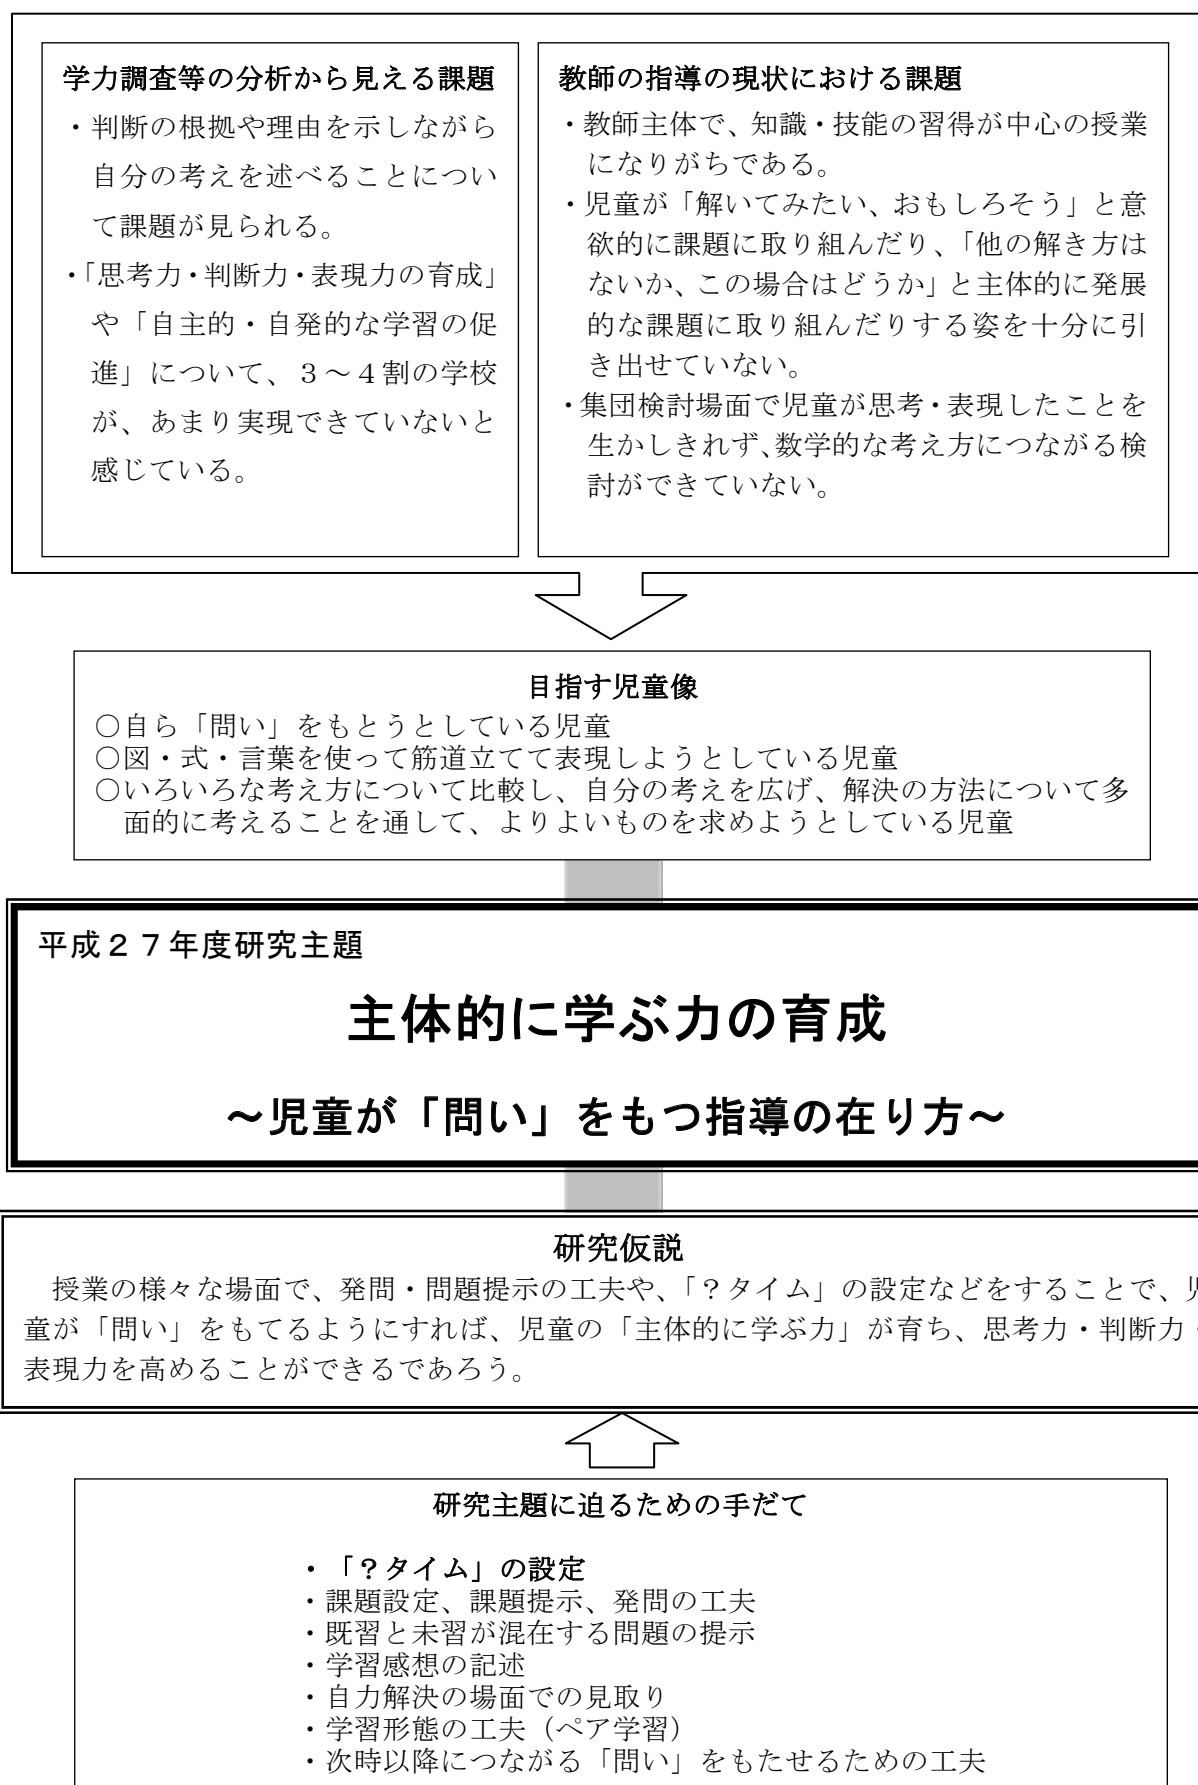 学力調査等の分析から見える課題
・判断の根拠や理由を示しながら
自分の考えを述べることについ
て課題が見られる。
・「思考力・判断力・表現力の育成」
や「自主的・自発的な学習の促
進」について、３～４割の学校
が、あまり実現できていないと
感じている。
教師の指導の現状における課題
・教師主体で、知識・技能の習得が中心の授業
になりがちである。
・児童が「解いてみたい、おもしろそう」と意
欲的に課題に取り組んだり、「他の解き方は
ないか、この場合はどうか」と主体的に発展
的な課題に取り組んだりする姿を十分に引
き出せていない。
・集団検討場面で児童が思考・表現したことを
生かしきれず、数学的な考え方につながる検
討ができていない。
目指す児童像
○自ら「問い」をもとうとしている児童
○図・式・言葉を使って筋道立てて表現しようとしている児童
○いろいろな考え方について比較し、自分の考えを広げ、解決の方法について多
面的に考えることを通して、よりよいものを求めようとしている児童
平成２７年度研究主題
主体的に学ぶ力の育成
～児童が「問い」をもつ指導の在り方～
研究仮説
授業の様々な場面で、発問・問題提示の工夫や、「？タイム」の設定などをすることで、児
童が「問い」をもてるようにすれば、児童の「主体的に学ぶ力」が育ち、思考力・判断力・
表現力を高めることができるであろう。
研究主題に迫るための手だて
・「？タイム」の設定
・課題設定、課題提示、発問の工夫
・既習と未習が混在する問題の提示
・学習感想の記述
・自力解決の場面での見取り
・学習形態の工夫（ペア学習）
・次時以降につながる「問い」をもたせるための工夫